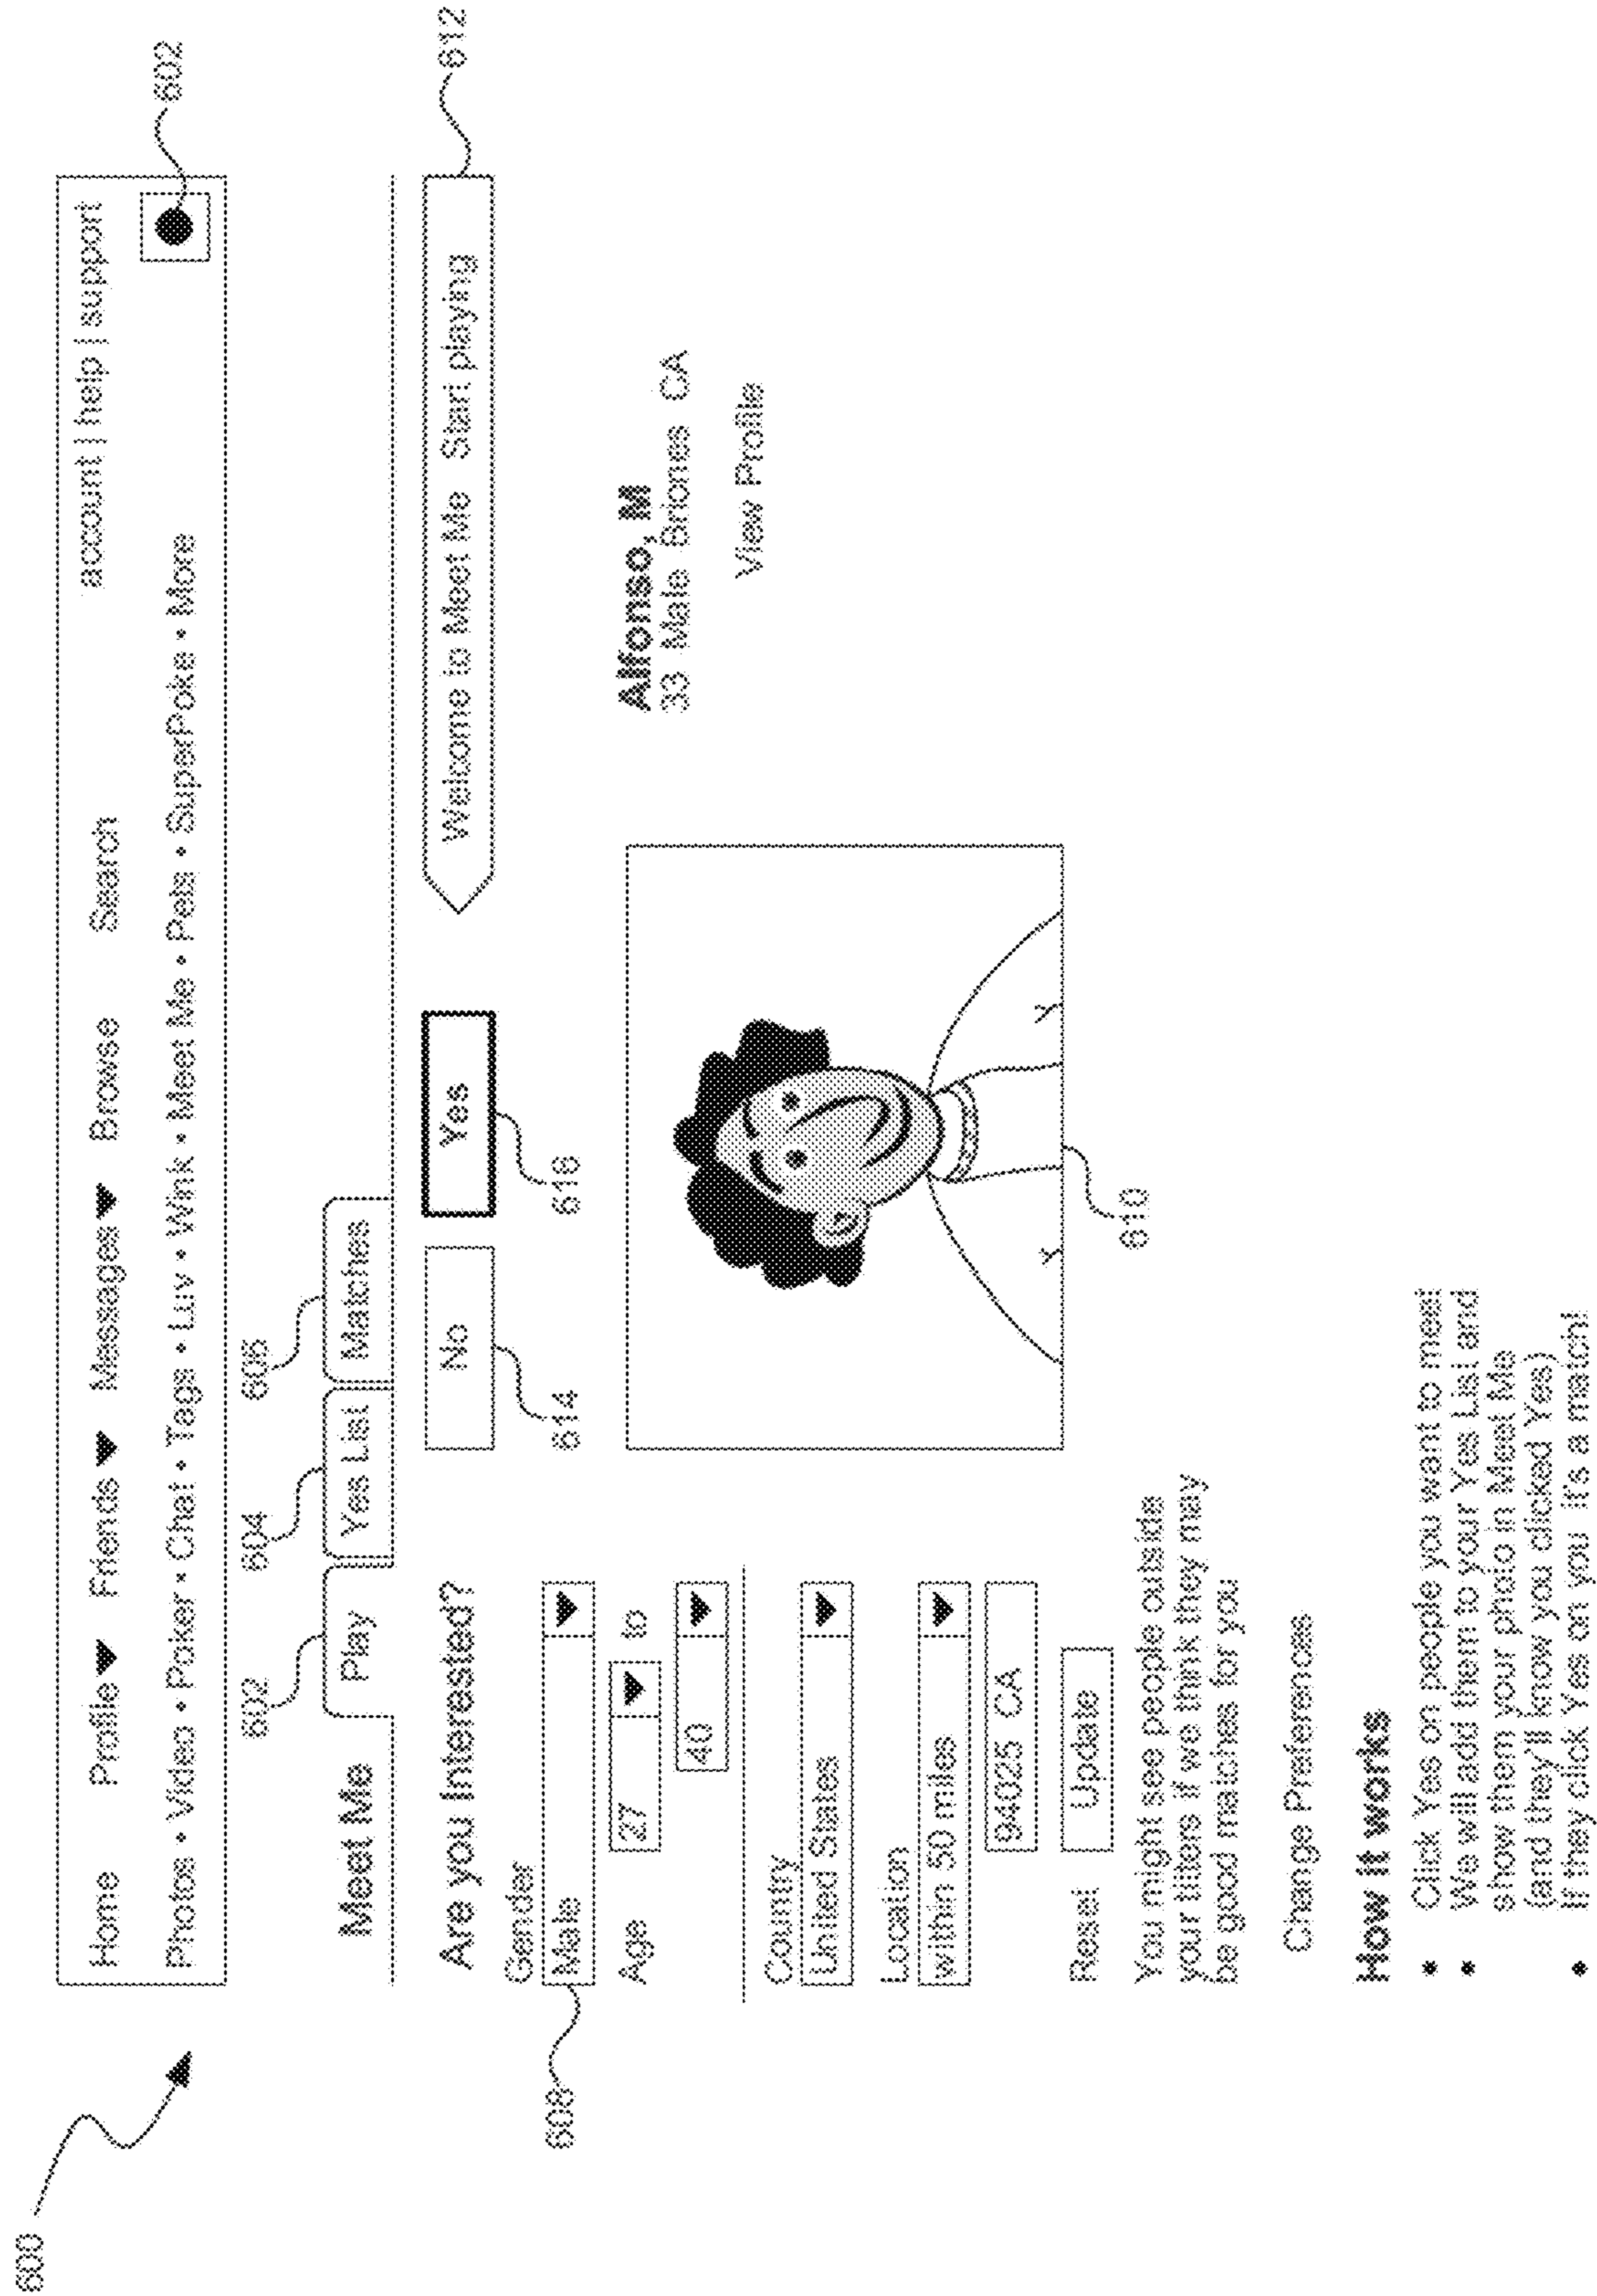 600
Home Profile Friends Messages Browse Search account | help | support
Photos • Video • Poker • Chat • Tags • Luv • Wink • Meet Me • Pets • SuperPoke • More
602
602 604 606
Meet Me Play Yes List Matches
Are you Interested?
No Yes Welcome to Meet Me Start playing
612
614 616
Gender
Male
608
Age 27 to
40
Country
United States
Location
within 50 miles
94025 CA
Reset Update
You might see people outside
your filters if we think they may
be good matches for you
Change Preferences
Alfonso, M
33 Male Briones CA
View Profile
610
How it works
• Click Yes on people you want to meet
• We will add them to your Yes List and
show them your photo in Meet Me
(and they'll know you clicked Yes)
• If they click Yes on you it's a match!